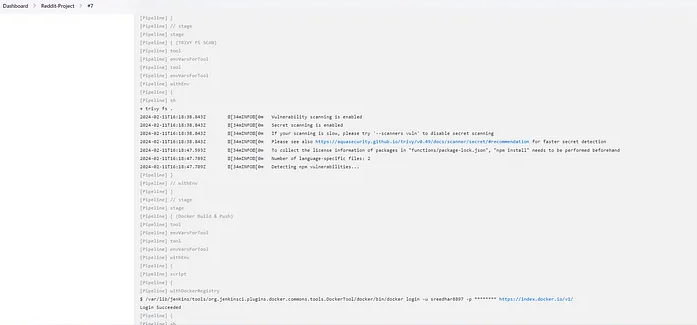 Dashboard > Reddit-Project > #7
[Pipeline] }
[Pipeline] // stage
[Pipeline] stage
[Pipeline] { (TRIVY FS SCAN)
[Pipeline] tool
[Pipeline] envVarsForTool
[Pipeline] tool
[Pipeline] envVarsForTool
[Pipeline] withEnv
[Pipeline] {
[Pipeline] sh
+ trivy fs .
2024-02-11T16:18:38.843Z [34mINFO[0m Vulnerability scanning is enabled
2024-02-11T16:18:38.843Z [34mINFO[0m Secret scanning is enabled
2024-02-11T16:18:38.843Z [34mINFO[0m If your scanning is slow, please try '--scanners vuln' to disable secret scanning
2024-02-11T16:18:38.843Z [34mINFO[0m Please see also https://aquasecurity.github.io/trivy/v0.49/docs/scanner/secret/#recommendation for faster secret detection
2024-02-11T16:18:47.593Z [34mINFO[0m To collect the license information of packages in "functions/package-lock.json", "npm install" needs to be performed beforehand
2024-02-11T16:18:47.789Z [34mINFO[0m Number of language-specific files: 2
2024-02-11T16:18:47.789Z [34mINFO[0m Detecting npm vulnerabilities...
[Pipeline] }
[Pipeline] // withEnv
[Pipeline] }
[Pipeline] // stage
[Pipeline] stage
[Pipeline] { (Docker Build & Push)
[Pipeline] tool
[Pipeline] envVarsForTool
[Pipeline] tool
[Pipeline] envVarsForTool
[Pipeline] withEnv
[Pipeline] {
[Pipeline] script
[Pipeline] {
[Pipeline] withDockerRegistry
$ /var/lib/jenkins/tools/org.jenkinsci.plugins.docker.commons.tools.DockerTool/docker/bin/docker login -u sreedhar8897 -p ******** https://index.docker.io/v1/
Login Succeeded
[Pipeline] {
[Pipeline] sh